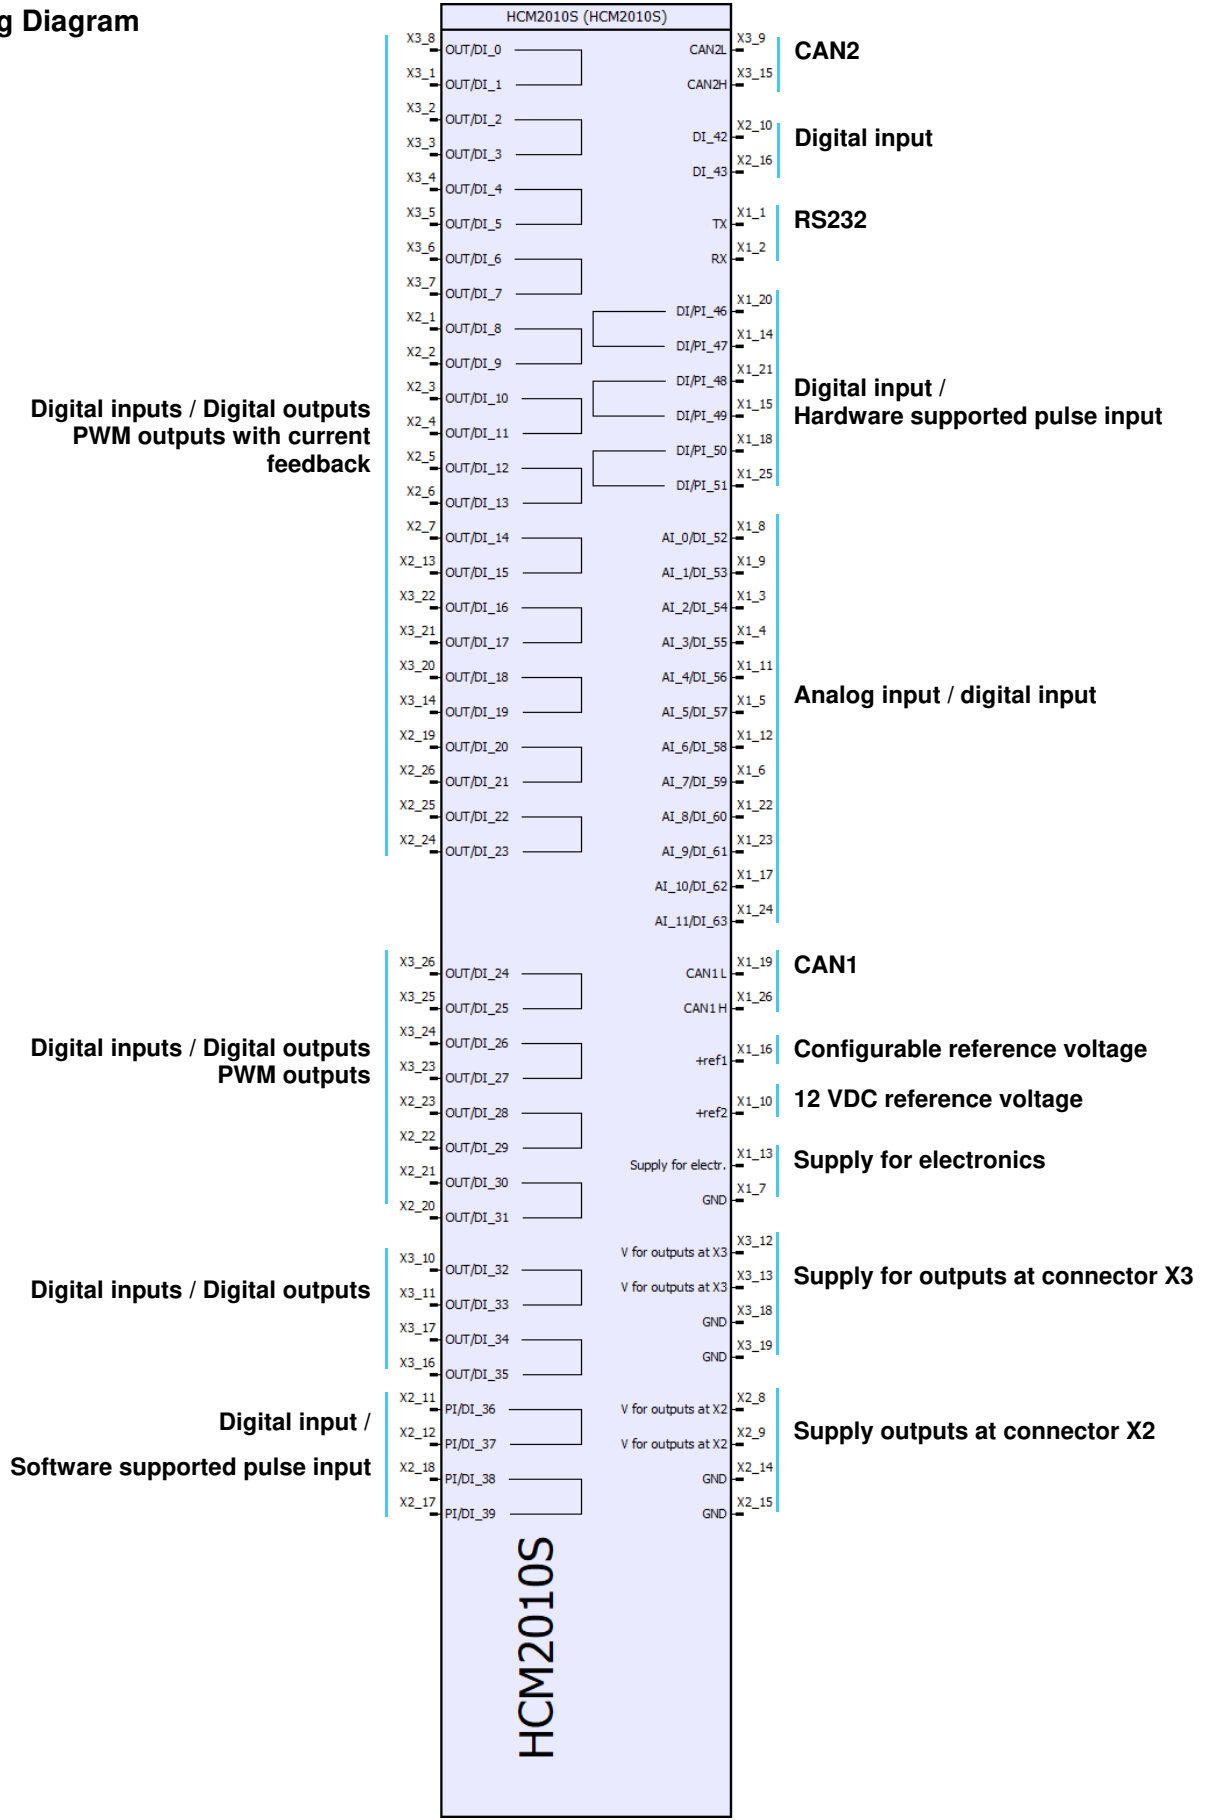 g Diagram
HCM2010S (HCM2010S)
X3_8 OUT/DI_0
X3_1 OUT/DI_1
X3_2 OUT/DI_2
X3_3 OUT/DI_3
X3_4 OUT/DI_4
X3_5 OUT/DI_5
X3_6 OUT/DI_6
X3_7 OUT/DI_7
X2_1 OUT/DI_8
X2_2 OUT/DI_9
X2_3 OUT/DI_10
X2_4 OUT/DI_11
X2_5 OUT/DI_12
X2_6 OUT/DI_13
X2_7 OUT/DI_14
X2_13 OUT/DI_15
X3_22 OUT/DI_16
X3_21 OUT/DI_17
X3_20 OUT/DI_18
X3_14 OUT/DI_19
X2_19 OUT/DI_20
X2_26 OUT/DI_21
X2_25 OUT/DI_22
X2_24 OUT/DI_23
Digital inputs / Digital outputs
PWM outputs with current
feedback
X3_26 OUT/DI_24
X3_25 OUT/DI_25
X3_24 OUT/DI_26
X3_23 OUT/DI_27
X2_23 OUT/DI_28
X2_22 OUT/DI_29
X2_21 OUT/DI_30
X2_20 OUT/DI_31
Digital inputs / Digital outputs
PWM outputs
X3_10 OUT/DI_32
X3_11 OUT/DI_33
X3_17 OUT/DI_34
X3_16 OUT/DI_35
Digital inputs / Digital outputs
X2_11 PI/DI_36
X2_12 PI/DI_37
X2_18 PI/DI_38
X2_17 PI/DI_39
Digital input /
Software supported pulse input
CAN2L X3_9
CAN2H X3_15
CAN2
DI_42 X2_10
DI_43 X2_16
Digital input
TX X1_1
RX X1_2
RS232
DI/PI_46 X1_20
DI/PI_47 X1_14
DI/PI_48 X1_21
DI/PI_49 X1_15
DI/PI_50 X1_18
DI/PI_51 X1_25
Digital input /
Hardware supported pulse input
AI_0/DI_52 X1_8
AI_1/DI_53 X1_9
AI_2/DI_54 X1_3
AI_3/DI_55 X1_4
AI_4/DI_56 X1_11
AI_5/DI_57 X1_5
AI_6/DI_58 X1_12
AI_7/DI_59 X1_6
AI_8/DI_60 X1_22
AI_9/DI_61 X1_23
AI_10/DI_62 X1_17
AI_11/DI_63 X1_24
Analog input / digital input
CAN1L X1_19
CAN1H X1_26
CAN1
+ref1 X1_16
Configurable reference voltage
+ref2 X1_10
12 VDC reference voltage
Supply for electr. X1_13
GND X1_7
Supply for electronics
V for outputs at X3 X3_12
V for outputs at X3 X3_13
GND X3_18
GND X3_19
Supply for outputs at connector X3
V for outputs at X2 X2_8
V for outputs at X2 X2_9
GND X2_14
GND X2_15
Supply outputs at connector X2
HCM2010S